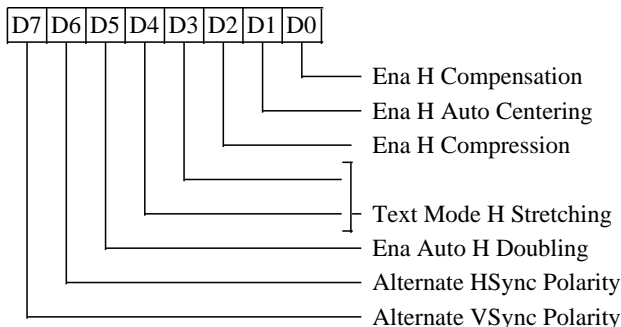 D7 D6 D5 D4 D3 D2 D1 D0
Ena H Compensation
Ena H Auto Centering
Ena H Compression
Text Mode H Stretching
Ena Auto H Doubling
Alternate HSync Polarity
Alternate VSync Polarity